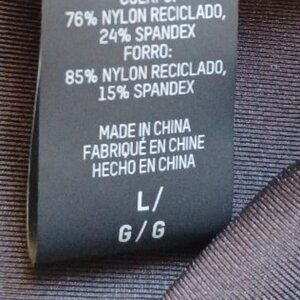 76% NYLON RECICLADO,
24% SPANDEX
FORRO:
85% NYLON RECICLADO,
15% SPANDEX
MADE IN CHINA
FABRIQUÉ EN CHINE
HECHO EN CHINA
L/
G/G